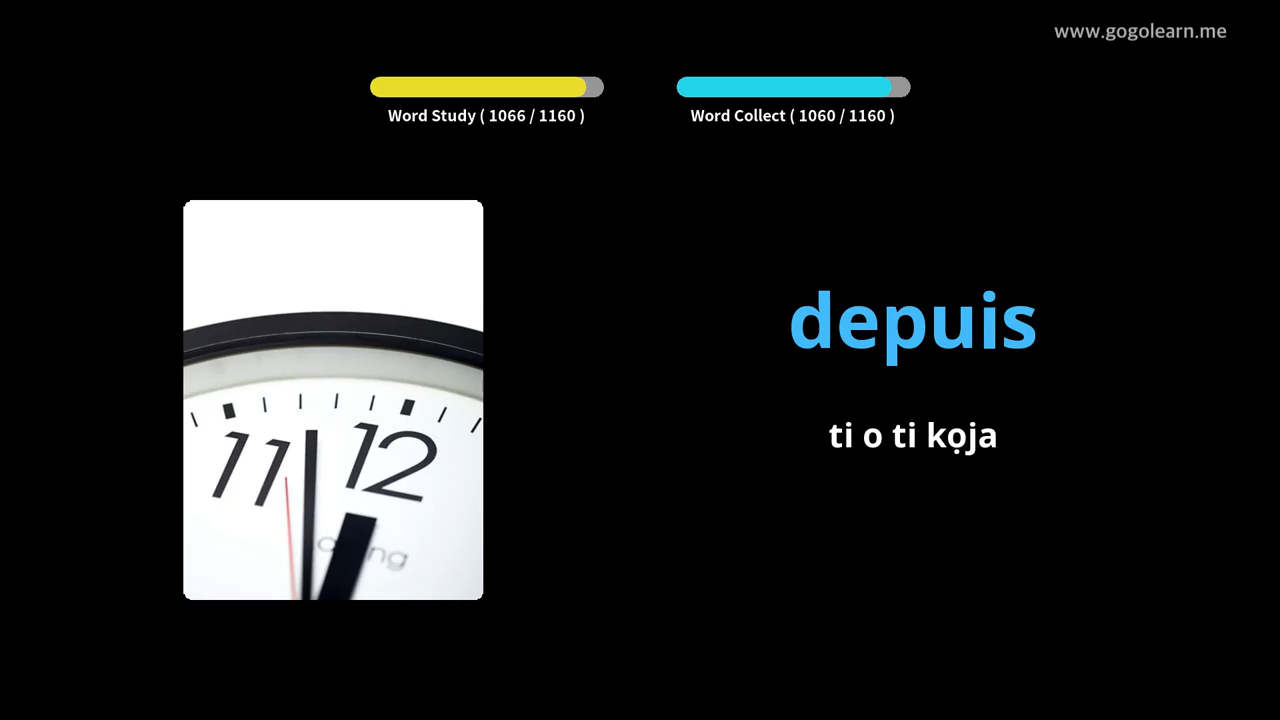 www.gogolearn.me
Word Study ( 1066 / 1160 )
Word Collect ( 1060 / 1160 )
depuis
ti o ti kọja
11 12